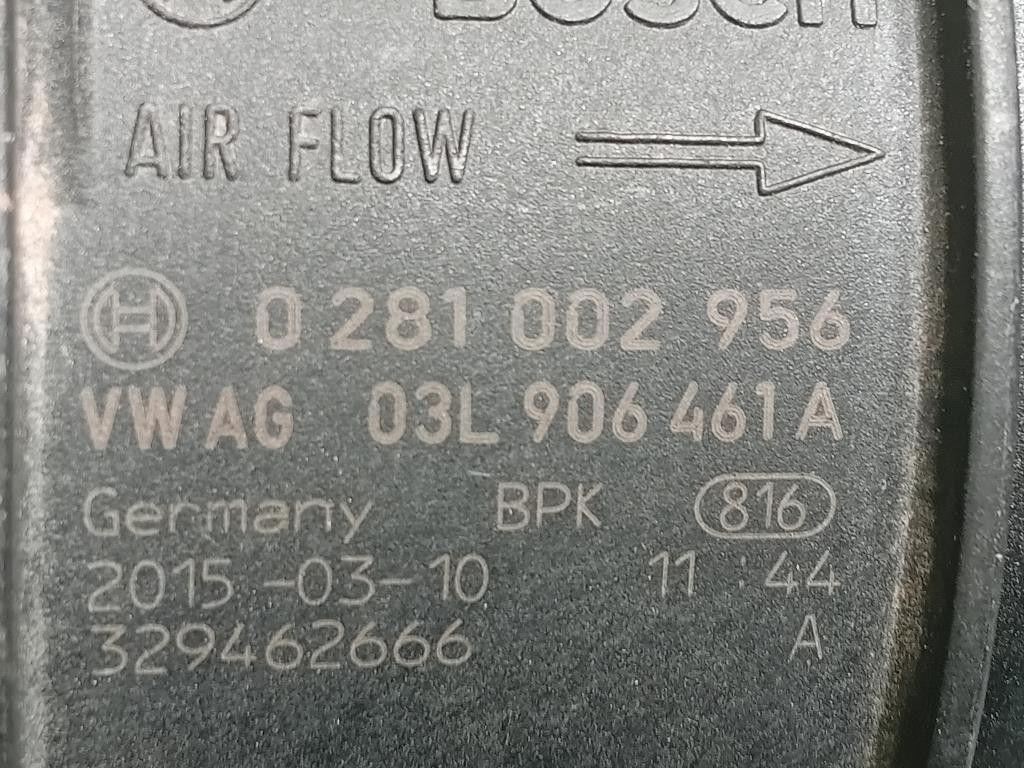 BOSCH
AIR FLOW
0 281 002 956
VW AG 03L 906 461 A
Germany BPK 816
2015-03-10 11:44
329462666 A